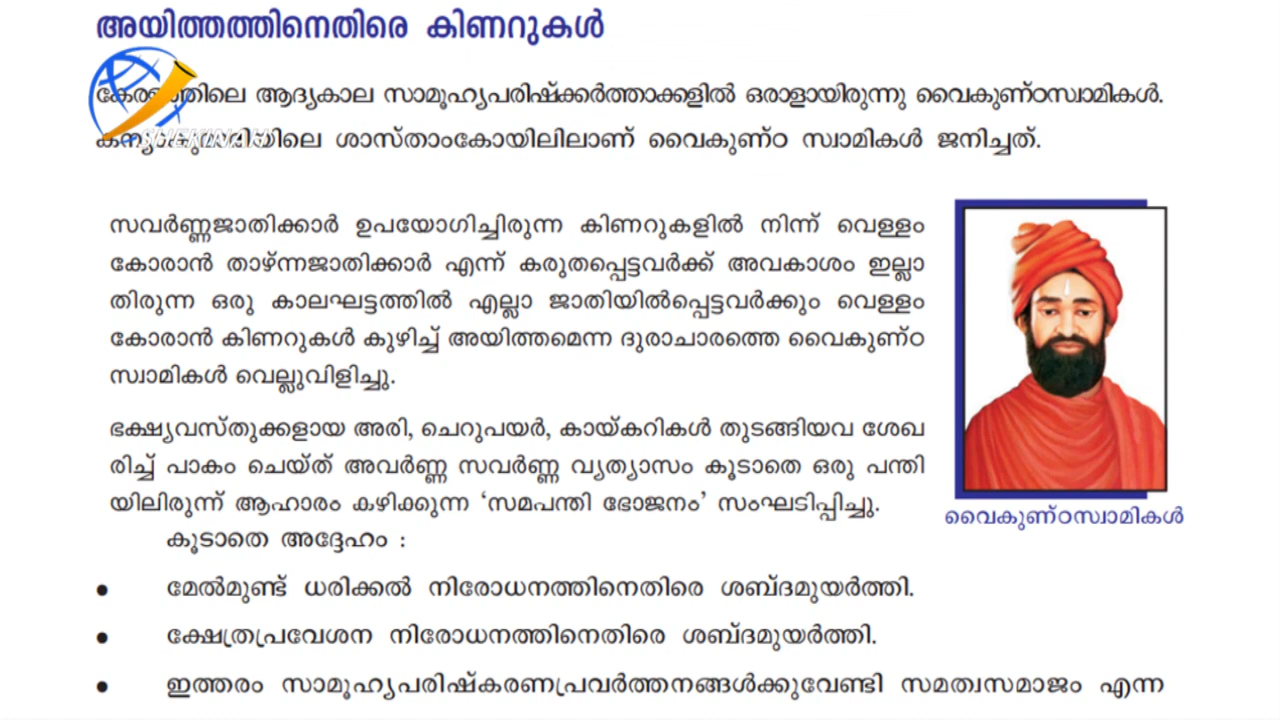 അയിത്തത്തിനെതിരെ കിണറുകൾ
കേരളത്തിലെ ആദ്യകാല സാമൂഹ്യപരിഷ്ക്കർത്താക്കളിൽ ഒരാളായിരുന്നു വൈകുണ്ഠസ്വാമികൾ.
കന്യാകുമാരിയിലെ ശാസ്താംകോയിലിലാണ് വൈകുണ്ഠ സ്വാമികൾ ജനിച്ചത്.
SHEKINAH
സവർണ്ണജാതിക്കാർ ഉപയോഗിച്ചിരുന്ന കിണറുകളിൽ നിന്ന് വെള്ളം
കോരാൻ താഴ്ന്നജാതിക്കാർ എന്ന് കരുതപ്പെട്ടവർക്ക് അവകാശം ഇല്ലാ
തിരുന്ന ഒരു കാലഘട്ടത്തിൽ എല്ലാ ജാതിയിൽപ്പെട്ടവർക്കും വെള്ളം
കോരാൻ കിണറുകൾ കുഴിച്ച് അയിത്തമെന്ന ദുരാചാരത്തെ വൈകുണ്ഠ
സ്വാമികൾ വെല്ലുവിളിച്ചു.
ഭക്ഷ്യവസ്തുക്കളായ അരി, ചെറുപയർ, കായ്കറികൾ തുടങ്ങിയവ ശേഖ
രിച്ച് പാകം ചെയ്ത് അവർണ്ണ സവർണ്ണ വ്യത്യാസം കൂടാതെ ഒരു പന്തി
യിലിരുന്ന് ആഹാരം കഴിക്കുന്ന ‘സമപന്തി ഭോജനം’ സംഘടിപ്പിച്ചു.
വൈകുണ്ഠസ്വാമികൾ
കൂടാതെ അദ്ദേഹം :
• മേൽമുണ്ട് ധരിക്കൽ നിരോധനത്തിനെതിരെ ശബ്ദമുയർത്തി.
• ക്ഷേത്രപ്രവേശന നിരോധനത്തിനെതിരെ ശബ്ദമുയർത്തി.
• ഇത്തരം സാമൂഹ്യപരിഷ്കരണപ്രവർത്തനങ്ങൾക്കുവേണ്ടി സമത്വസമാജം എന്ന